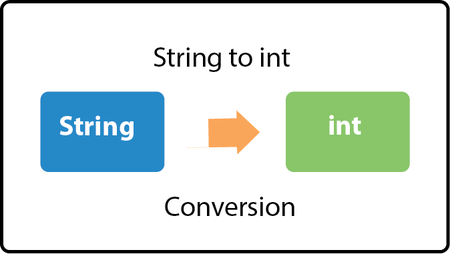 String to int
String
int
Conversion